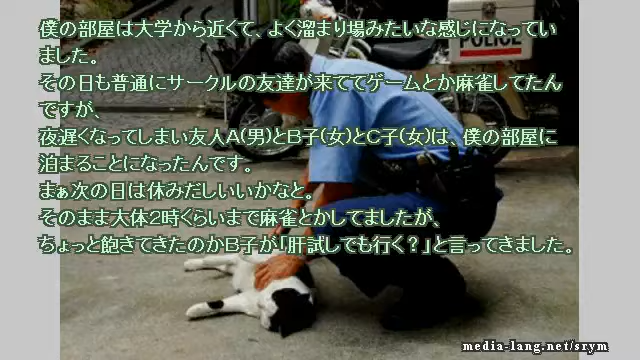 僕の部屋は大学から近くて、よく溜まり場みたいな感じになってい
ました。
その日も普通にサークルの友達が来ててゲームとか麻雀してたん
ですが、
夜遅くなってしまい友人A(男)とB子(女)とC子(女)は、僕の部屋に
泊まることになったんです。
まぁ次の日は休みだしいいかなと。
そのまま大体2時くらいまで麻雀とかしてましたが、
ちょっと飽きてきたのかB子が「肝試しでも行く？」と言ってきました。
POLICE
media-lang.net/srym